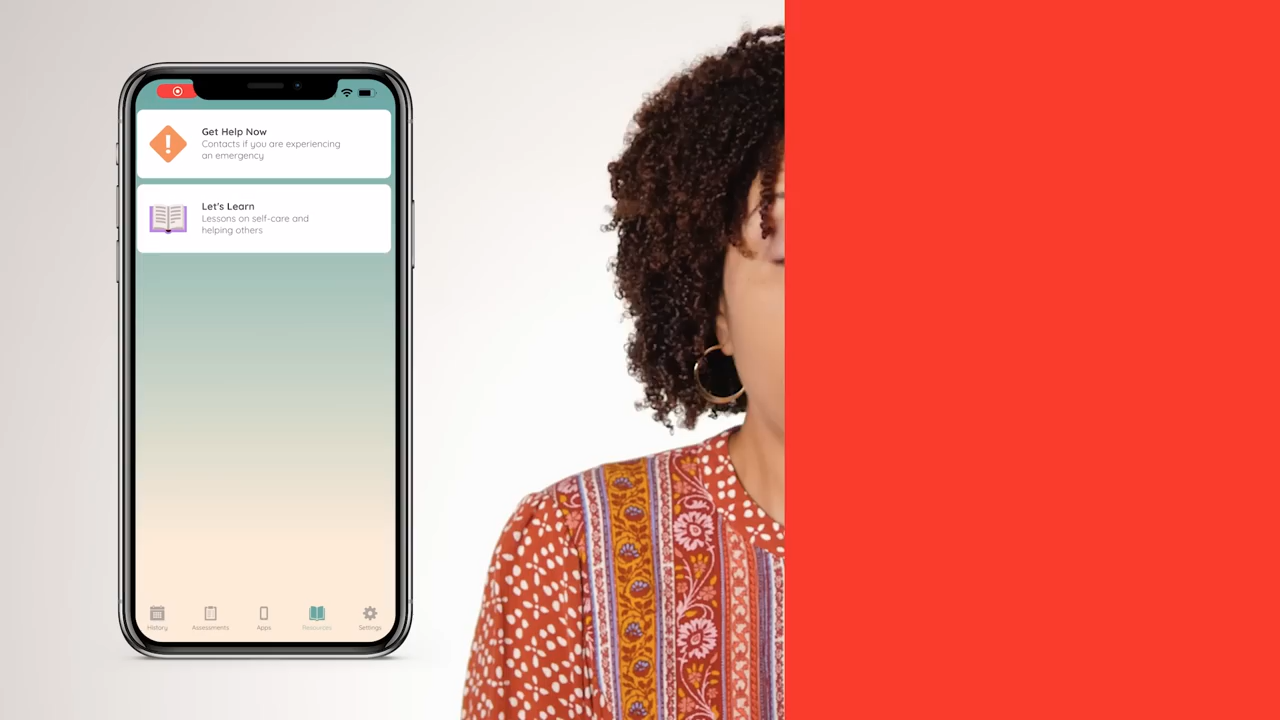 Get Help Now
Contacts if you are experiencing
an emergency
Let's Learn
Lessons on self-care and
helping others
History
Assessments
Apps
Resources
Settings